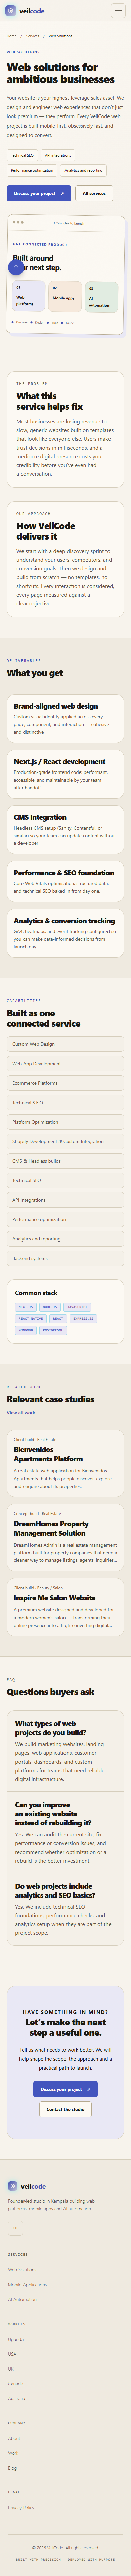 veilcode
Home / Services / Web Solutions
WEB SOLUTIONS
Web solutions for
ambitious businesses
Your website is your highest-leverage sales asset. We
design and engineer web experiences that don't just
look premium — they perform. Every VeilCode web
project is built mobile-first, obsessively fast, and
designed to convert.
Technical SEO
API integrations
Performance optimization
Analytics and reporting
Discuss your project ↗
All services
From idea to launch
ONE CONNECTED PRODUCT
Built around
your next step.
01
Web
platforms
02
Mobile apps
03
AI
automation
Discover
Design
Build
Launch
THE PROBLEM
What this
service helps fix
Most businesses are losing revenue to slow,
generic websites built on templates that
look like everyone else. Users make
trust decisions in milliseconds, and a
mediocre digital presence costs you
credibility before you've ever had a
conversation.
OUR APPROACH
How VeilCode
delivers it
We start with a deep discovery sprint to
understand your users, competitors, and
conversion goals. Then we design and
build from scratch — no templates, no
shortcuts. Every interaction is considered,
every page measured against a
clear objective.
DELIVERABLES
What you get
Brand-aligned web design
Custom visual identity applied across every
page, component, and interaction — cohesive
and distinctive.
Next.js / React development
Production-grade frontend code: performant,
accessible, and maintainable by your team
after handoff
CMS Integration
Headless CMS setup (Sanity, Contentful, or
similar) so your team can update content without
a developer
Performance & SEO foundation
Core Web Vitals optimisation, structured data,
and technical SEO baked in from day one.
Analytics & conversion tracking
GA4, heatmaps, and event tracking configured so
you can make data-informed decisions from
launch day.
CAPABILITIES
Built as one
connected service
Custom Web Design
Web App Development
Ecommerce Platforms
Technical S.E.O
Platform Optimization
Shopify Development & Custom Integration
CMS & Headless builds
Technical SEO
API integrations
Performance optimization
Analytics and reporting
Backend systems
Common stack
NEXT.JS
NODE.JS
JAVASCRIPT
REACT NATIVE
REACT
EXPRESS.JS
MONGODB
POSTGRESQL
RELATED WORK
Relevant case studies
View all work
Client build · Real Estate
Bienvenidos
Apartments Platform
A real estate web application for Bienvenidos
Apartments that helps people discover, explore
and enquire about its properties.
Concept build · Real Estate
DreamHomes Property
Management Solution
DreamHomes Admin is a real estate management
platform built for property companies that need a
cleaner way to manage listings, agents, inquiries...
Client build · Beauty / Salon
Inspire Me Salon Website
A premium website designed and developed for
a modern women's salon — transforming their
online presence into a high-converting digital...
FAQ
Questions buyers ask
What types of web
projects do you build?
We build marketing websites, landing
pages, web applications, customer
portals, dashboards, and custom
platforms for teams that need reliable
digital infrastructure.
Can you improve
an existing website
instead of rebuilding it?
Yes. We can audit the current site, fix
performance or conversion issues, and
recommend whether optimization or a
rebuild is the better investment.
Do web projects include
analytics and SEO basics?
Yes. We include technical SEO
foundations, performance checks, and
analytics setup when they are part of the
project scope.
HAVE SOMETHING IN MIND?
Let's make the next
step a useful one.
Tell us what needs to work better. We will
help shape the scope, the approach and a
practical path to launch.
Discuss your project ↗
Contact the studio
veilcode
Founder-led studio in Kampala building web
platforms, mobile apps and AI automation.
SERVICES
Web Solutions
Mobile Applications
AI Automation
MARKETS
Uganda
USA
UK
Canada
Australia
COMPANY
About
Work
Blog
LEGAL
Privacy Policy
© 2026 VeilCode. All rights reserved.
BUILT WITH PRECISION · DEPLOYED WITH PURPOSE